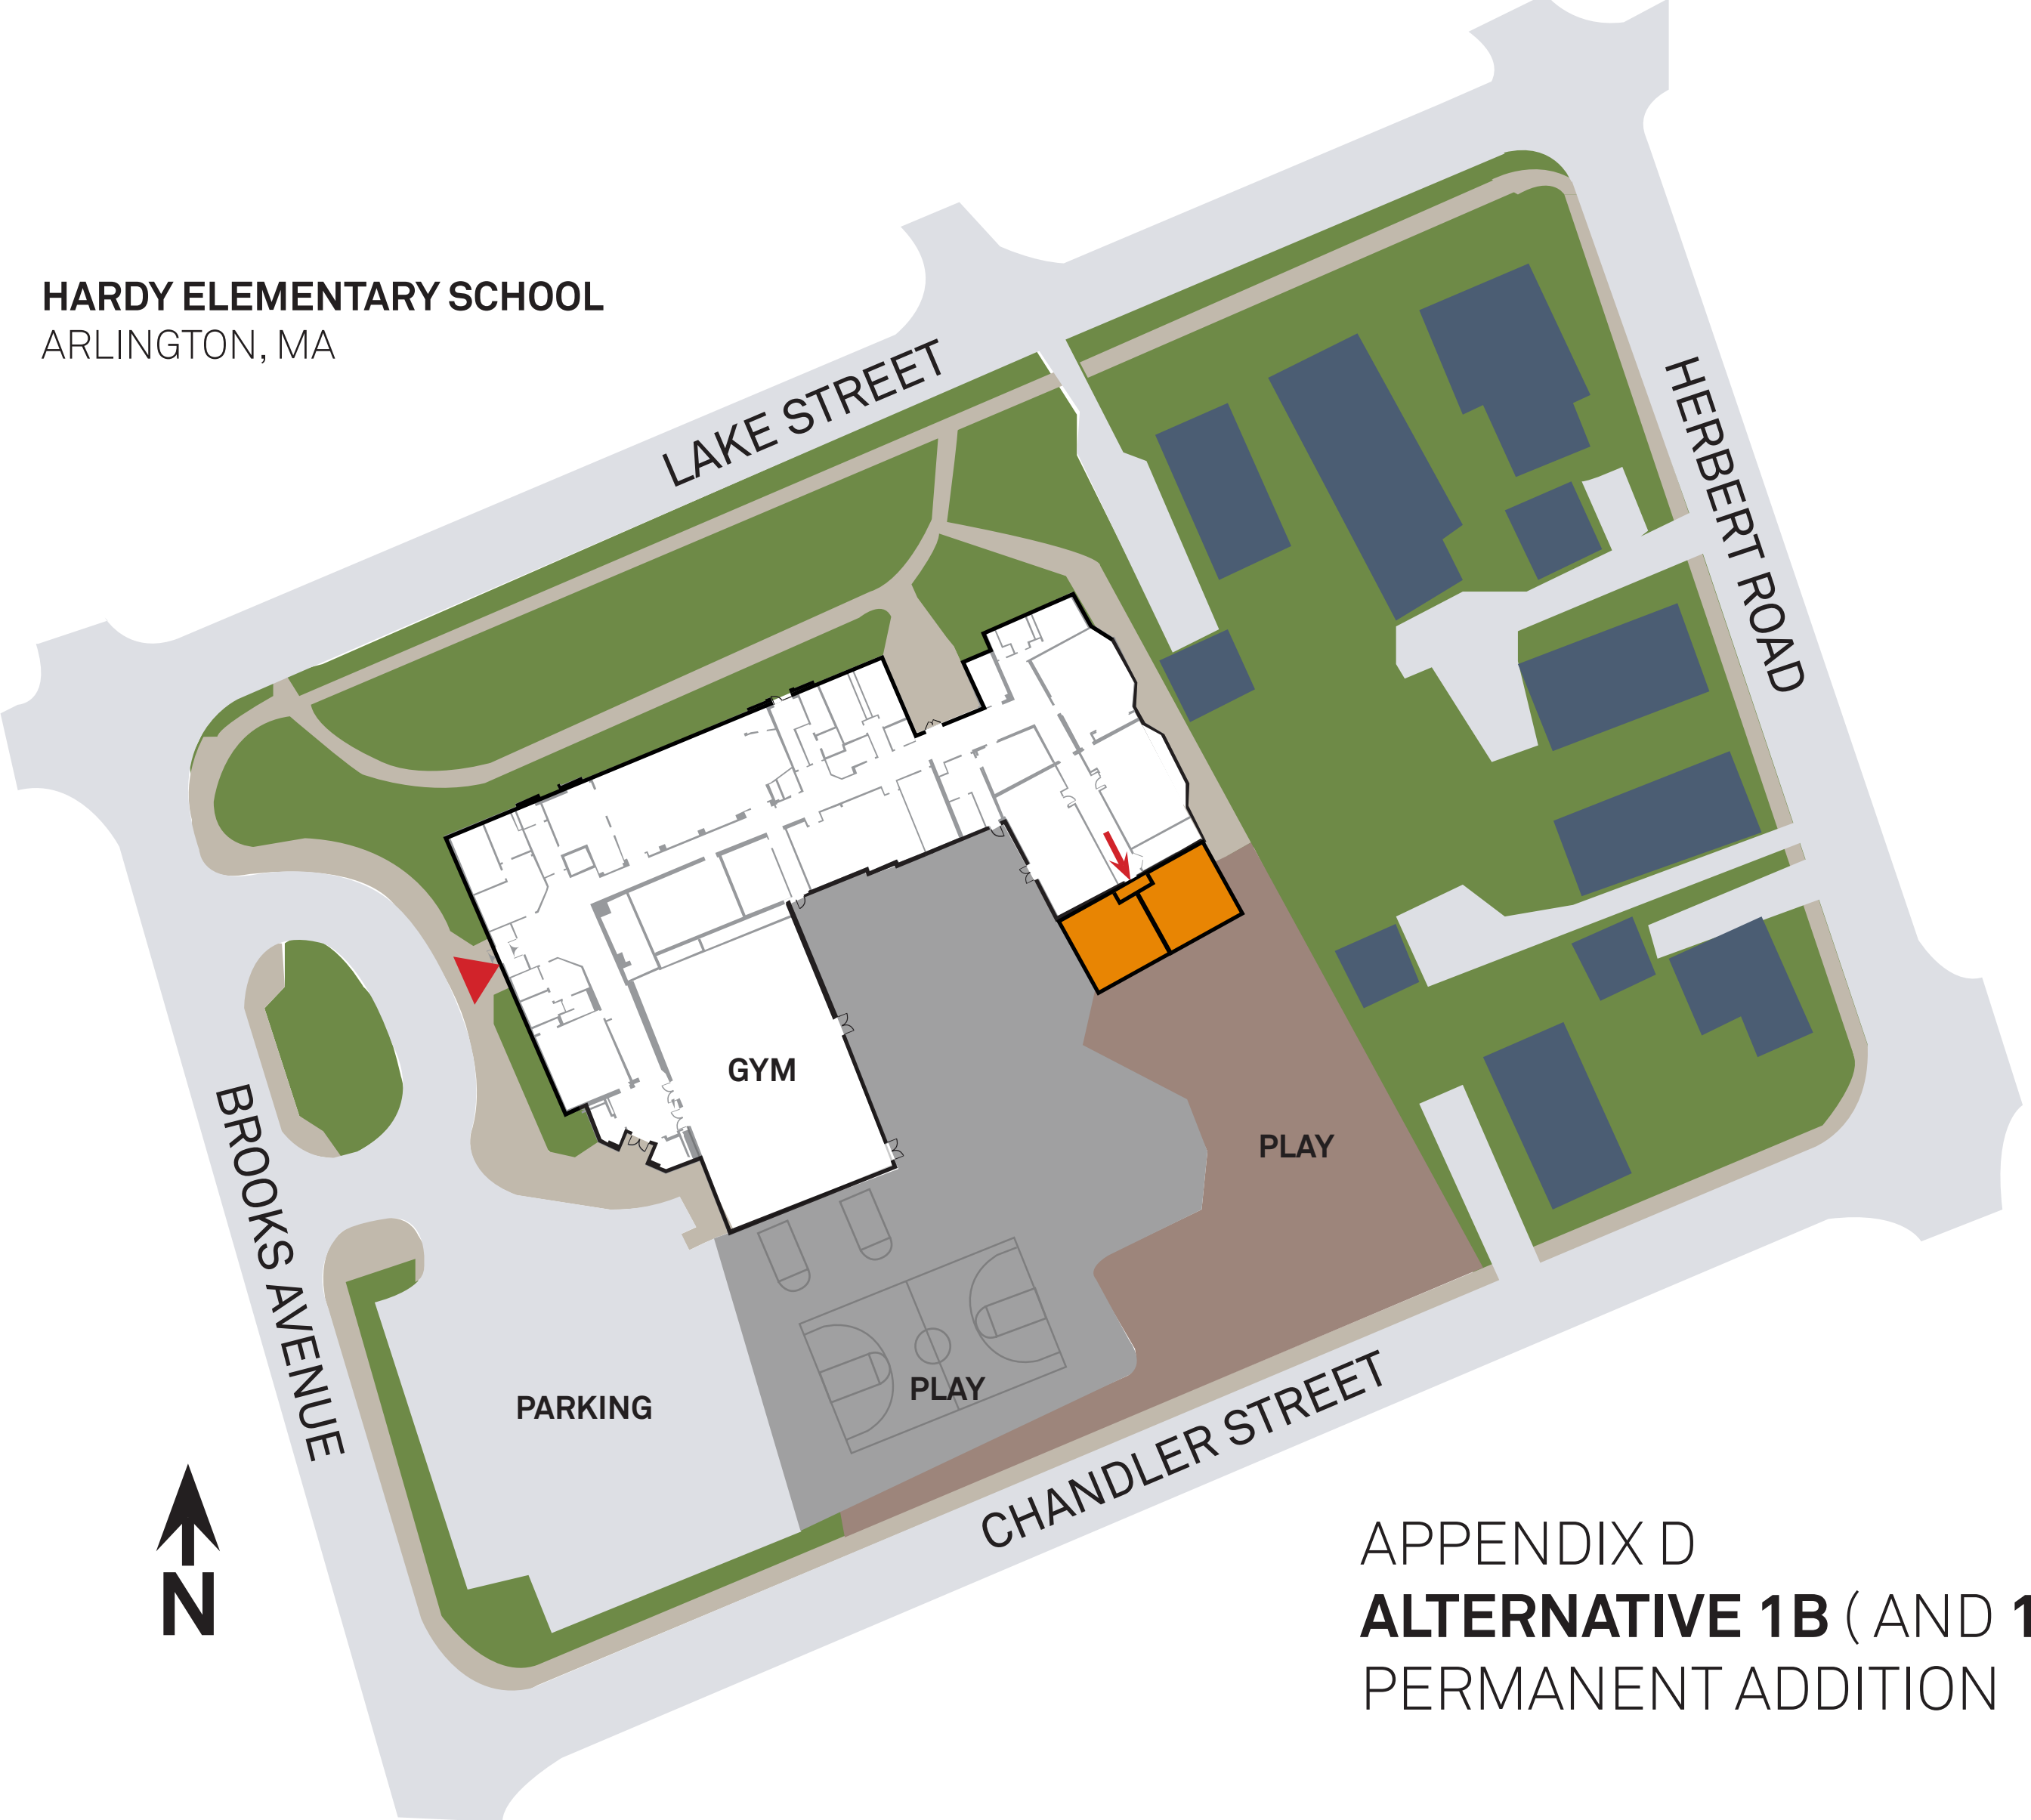 HARDY ELEMENTARY SCHOOL
ARLINGTON, MA
LAKE STREET
HERBERT ROAD
GYM
BROOKS AVENUE
PLAY
PLAY
PARKING
CHANDLER STREET
N
APPENDIX D
ALTERNATIVE 1B (AND 1
PERMANENT ADDITION